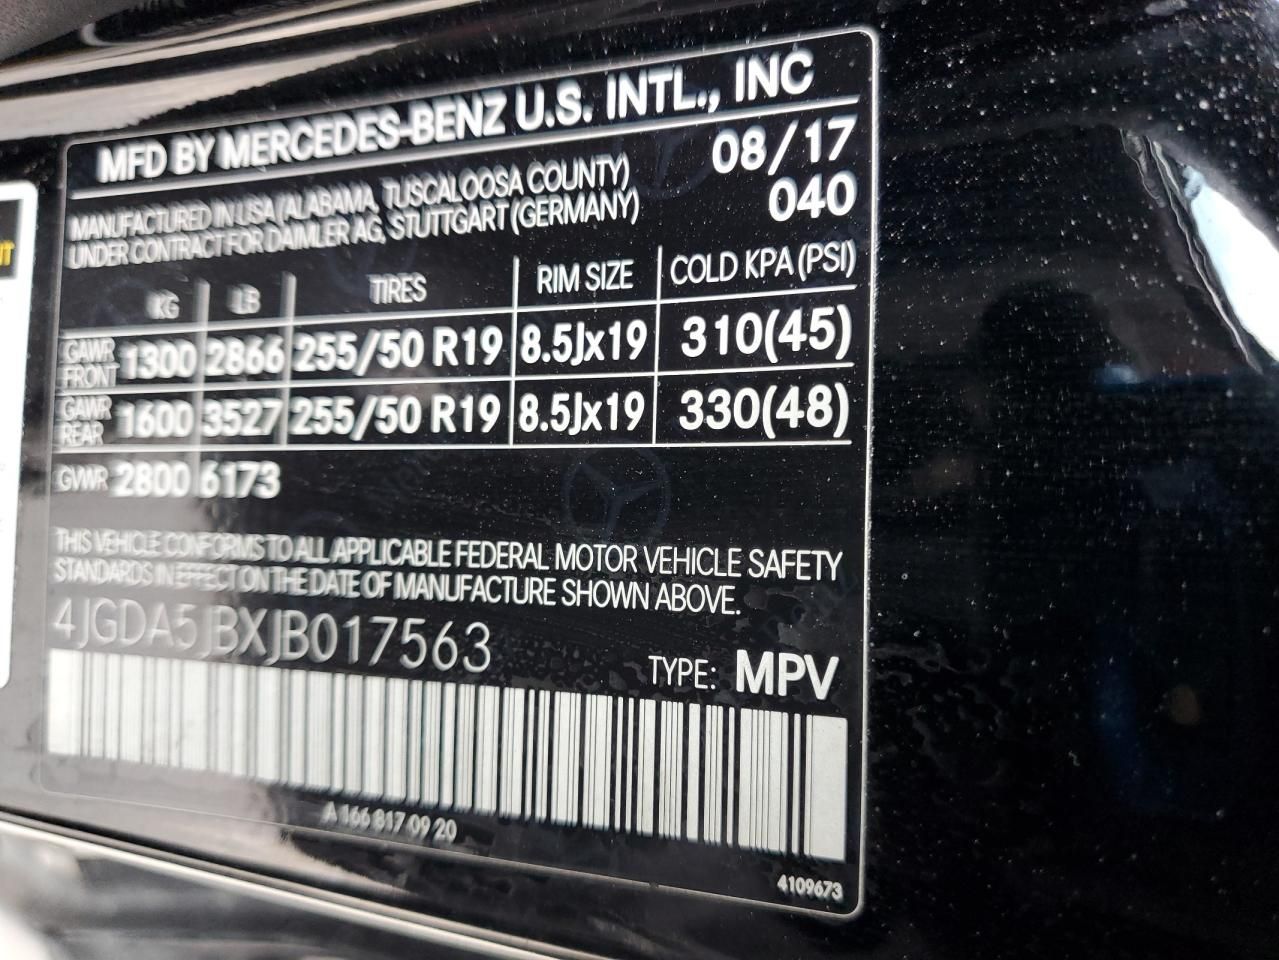 MFD BY MERCEDES-BENZ U.S. INTL., INC
MANUFACTURED IN USA (ALABAMA, TUSCALOOSA COUNTY) 08/17
UNDER CONTRACT FOR DAIMLER AG, STUTTGART (GERMANY) 040
KG LB TIRES RIM SIZE COLD KPA (PSI)
GAWR FRONT 1300 2866 255/50 R19 8.5Jx19 310(45)
GAWR REAR 1600 3527 255/50 R19 8.5Jx19 330(48)
GVWR 2800 6173
THIS VEHICLE CONFORMS TO ALL APPLICABLE FEDERAL MOTOR VEHICLE SAFETY
STANDARDS IN EFFECT ON THE DATE OF MANUFACTURE SHOWN ABOVE.
4JGDA5JBXJB017563
TYPE: MPV
A 166 817 09 20
4109673